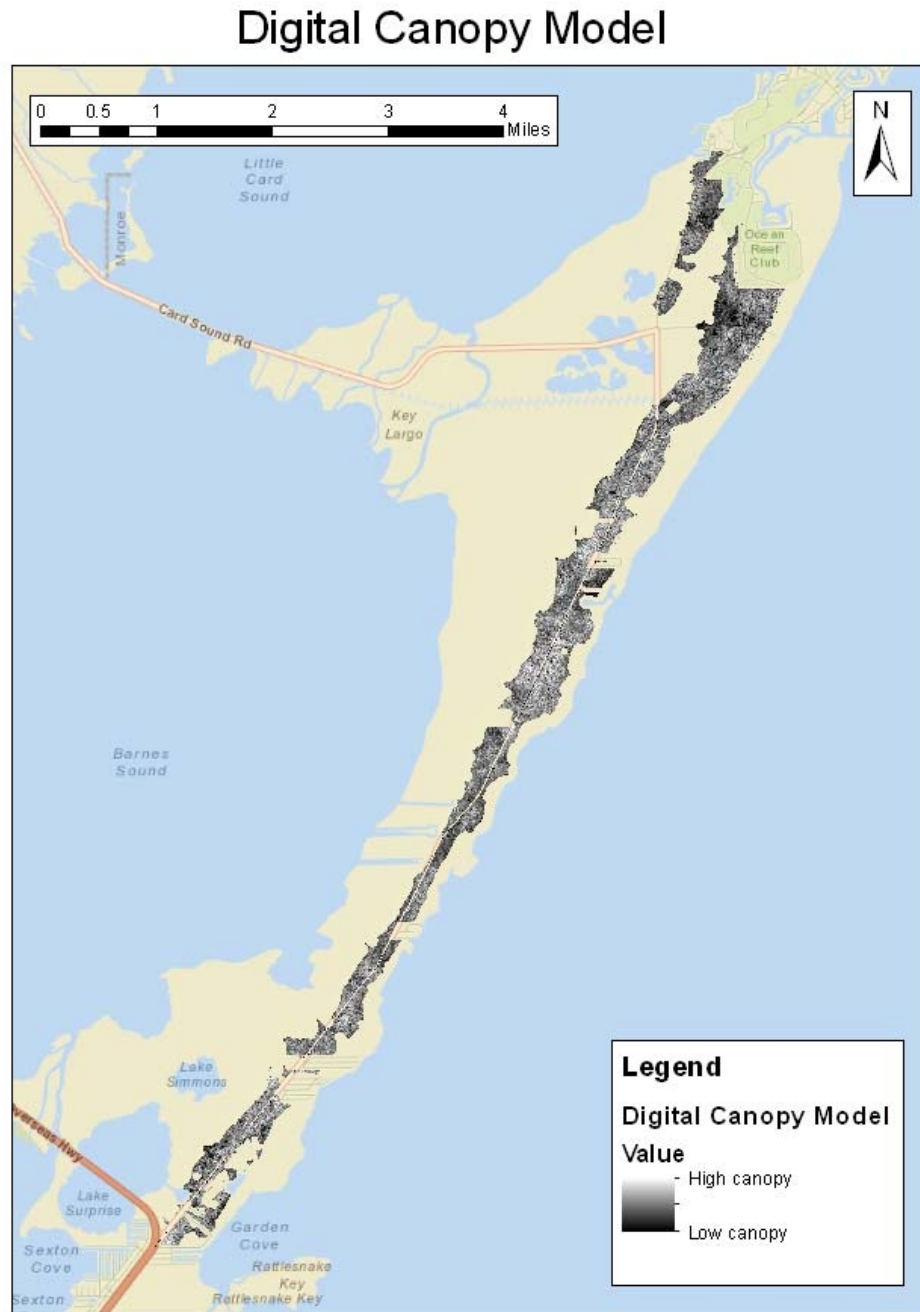 Digital Canopy Model
0 0.5 1 2 3 4
Miles
N
Little
Card
Sound
Monroe
Ocean
Reef
Club
Card Sound Rd
Key
Largo
Barnes
Sound
Lake
Simmons
Overseas Hwy
Lake
Surprise
Sexton
Cove
Sexton
Garden
Cove
Rattlesnake
Key
Rattlesnake Key
Legend
Digital Canopy Model
Value
High canopy
Low canopy